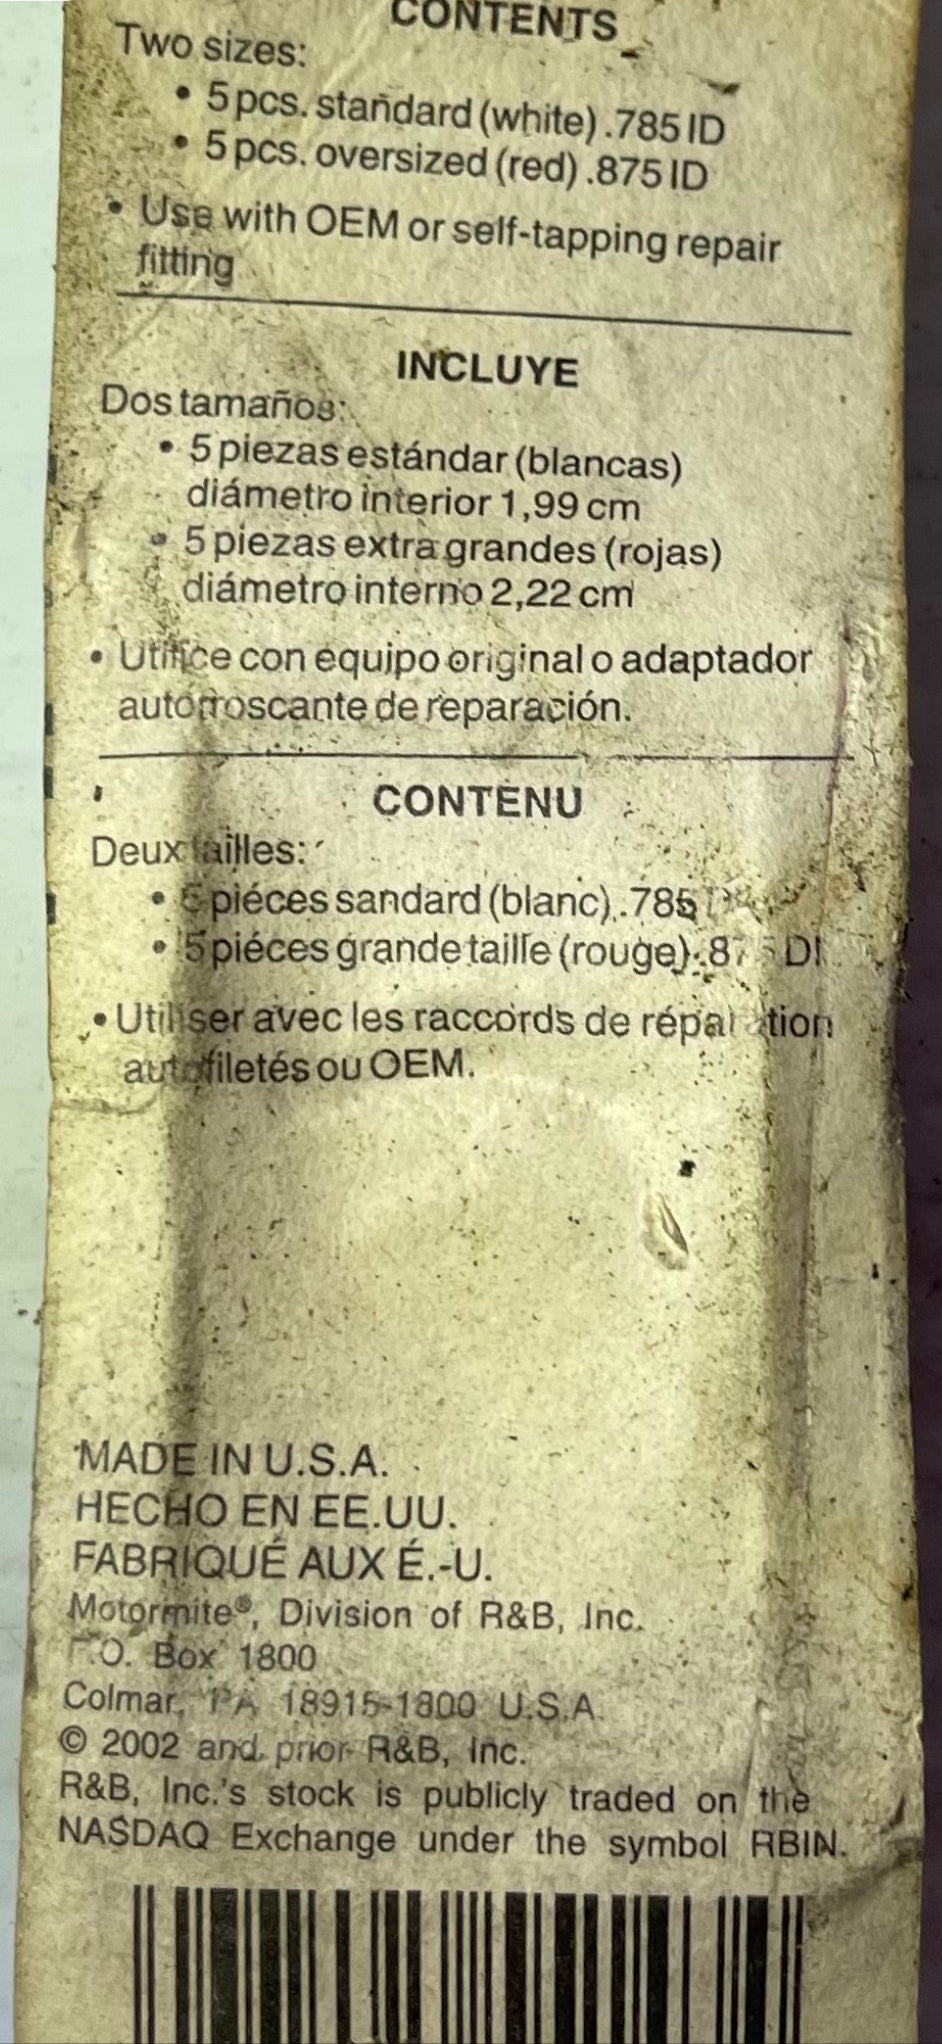 CONTENTS
Two sizes:
• 5 pcs. standard (white) .785 ID
• 5 pcs. oversized (red) .875 ID
• Use with OEM or self-tapping repair
fitting
INCLUYE
Dos tamaños:
• 5 piezas estándar (blancas)
diámetro interior 1,99 cm
• 5 piezas extra grandes (rojas)
diámetro interno 2,22 cm
• Utilice con equipo original o adaptador
autorroscante de reparación.
CONTENU
Deux tailles:
• 5 piéces sandard (blanc) .785
• 5 piéces grande taille (rouge) .875 DI
• Utiliser avec les raccords de réparation
autofiletés ou OEM.
MADE IN U.S.A.
HECHO EN EE.UU.
FABRIQUÉ AUX É.-U.
Motormite®, Division of R&B, Inc.
P.O. Box 1800
Colmar, PA 18915-1800 U.S.A.
© 2002 and prior R&B, Inc.
R&B, Inc.'s stock is publicly traded on the
NASDAQ Exchange under the symbol RBIN.